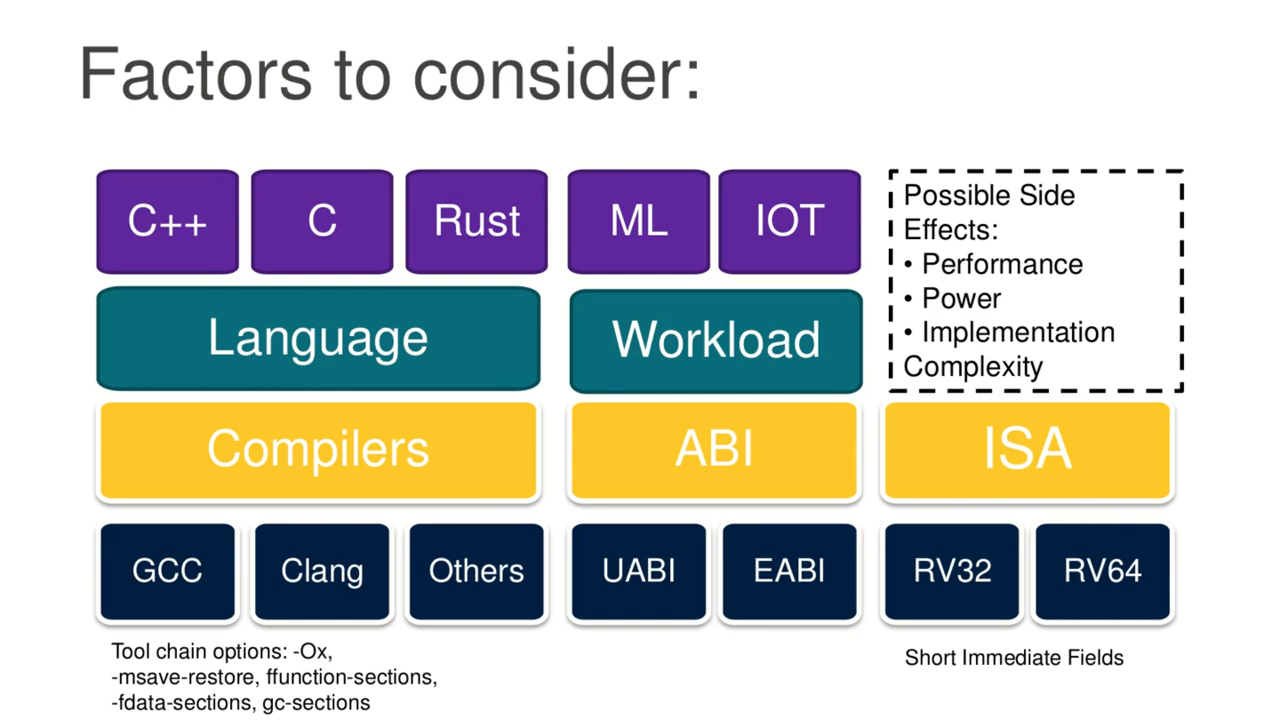 Factors to consider:
C++ C Rust ML IOT
Possible Side
Effects:
• Performance
• Power
• Implementation
Complexity
Language Workload
Compilers ABI ISA
GCC Clang Others UABI EABI RV32 RV64
Tool chain options: -Ox,
-msave-restore, ffunction-sections,
-fdata-sections, gc-sections
Short Immediate Fields